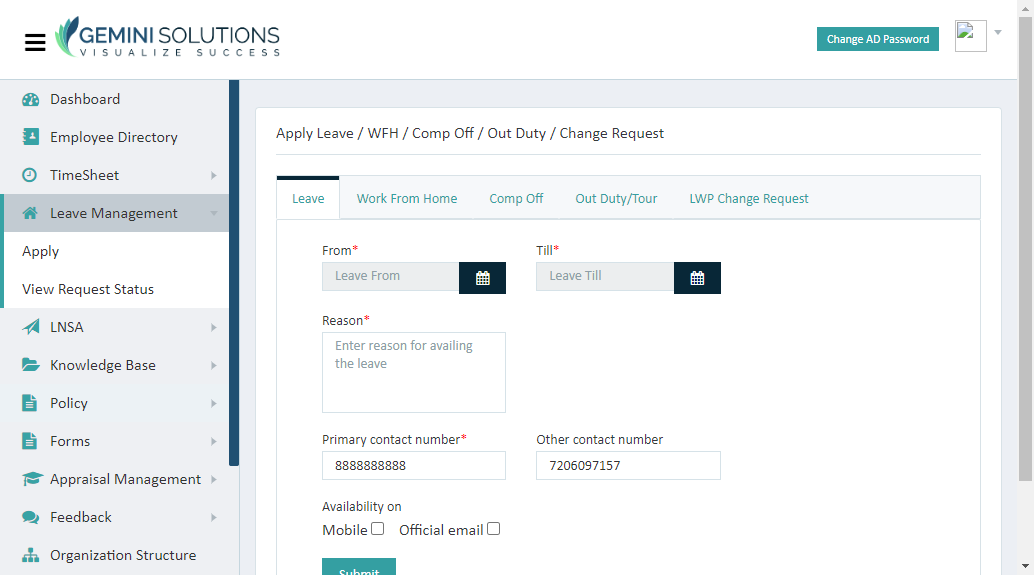 GEMINI SOLUTIONS
VISUALIZE SUCCESS
Change AD Password
Dashboard
Employee Directory
TimeSheet
Leave Management
Apply
View Request Status
LNSA
Knowledge Base
Policy
Forms
Appraisal Management
Feedback
Organization Structure
Apply Leave / WFH / Comp Off / Out Duty / Change Request
Leave Work From Home Comp Off Out Duty/Tour LWP Change Request
From* Till*
Leave From Leave Till
Reason*
Enter reason for availing
the leave
Primary contact number* Other contact number
8888888888 7206097157
Availability on
Mobile Official email
Submit